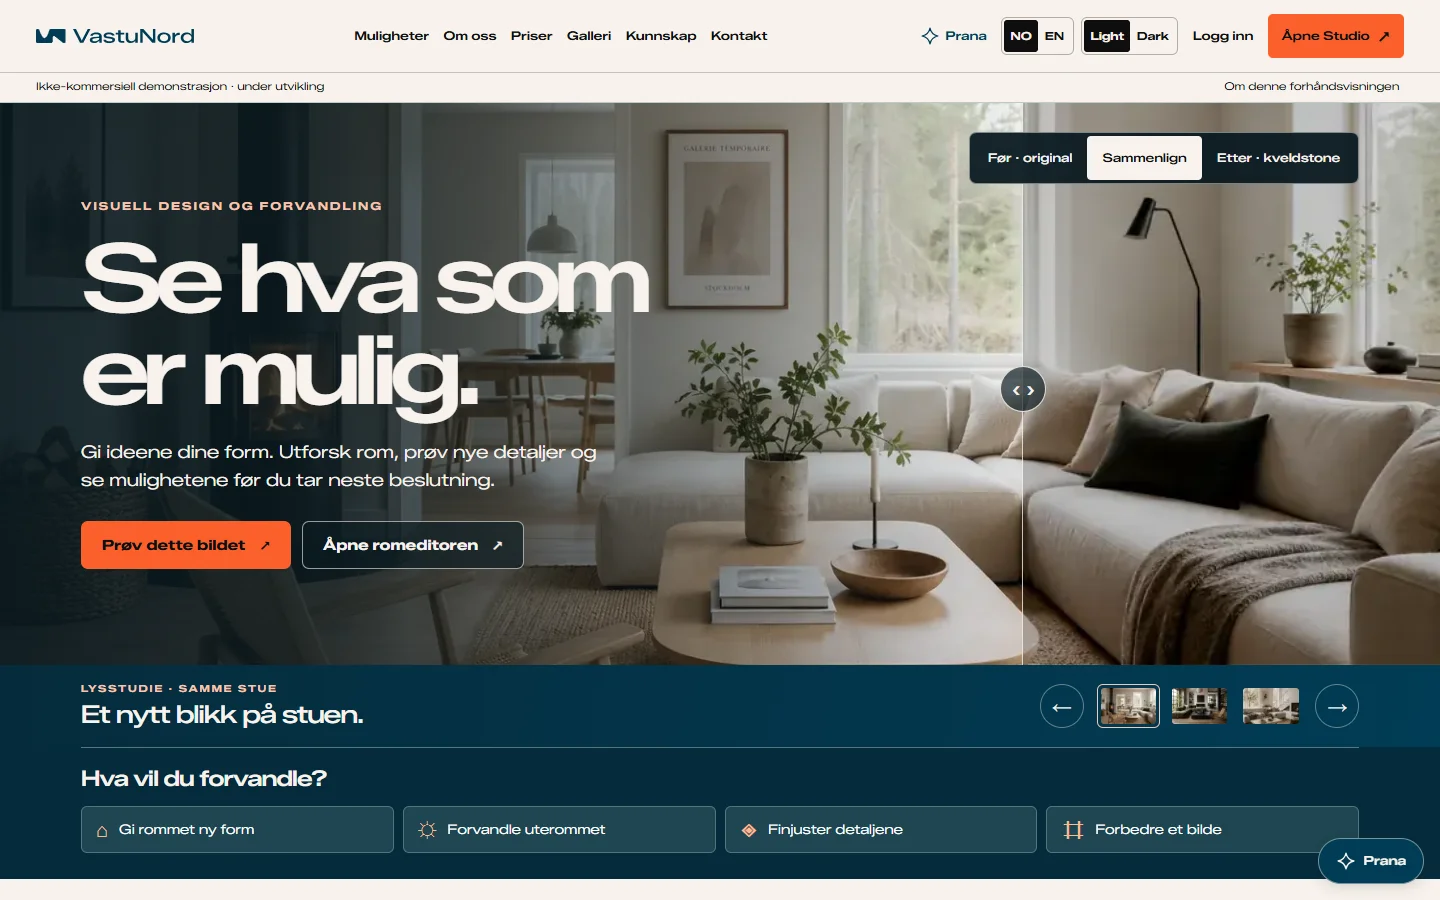 VastuNord
Muligheter Om oss Priser Galleri Kunnskap Kontakt
Prana
NO EN
Light Dark
Logg inn
Åpne Studio ↗
Ikke-kommersiell demonstrasjon · under utvikling
Om denne forhåndsvisningen
Før · original
Sammenlign
Etter · kveldstone
GALERIE TEMPORAIRE
STOCKHOLM
VISUELL DESIGN OG FORVANDLING
Se hva som
er mulig.
Gi ideene dine form. Utforsk rom, prøv nye detaljer og
se mulighetene før du tar neste beslutning.
Prøv dette bildet ↗
Åpne romeditoren ↗
LYSSTUDIE · SAMME STUE
Et nytt blikk på stuen.
Hva vil du forvandle?
Gi rommet ny form
Forvandle uterommet
Finjuster detaljene
Forbedre et bilde
Prana